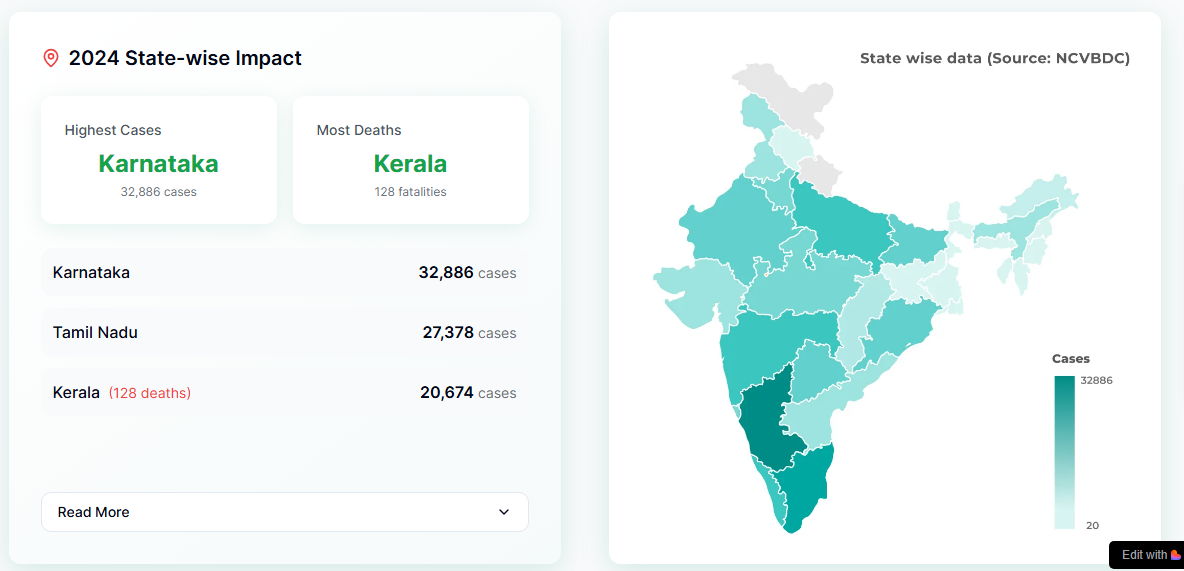 2024 State-wise Impact
Highest Cases
Karnataka
32,886 cases
Most Deaths
Kerala
128 fatalities
Karnataka 32,886 cases
Tamil Nadu 27,378 cases
Kerala (128 deaths) 20,674 cases
Read More
State wise data (Source: NCVBDC)
Cases
32886
20
Edit with